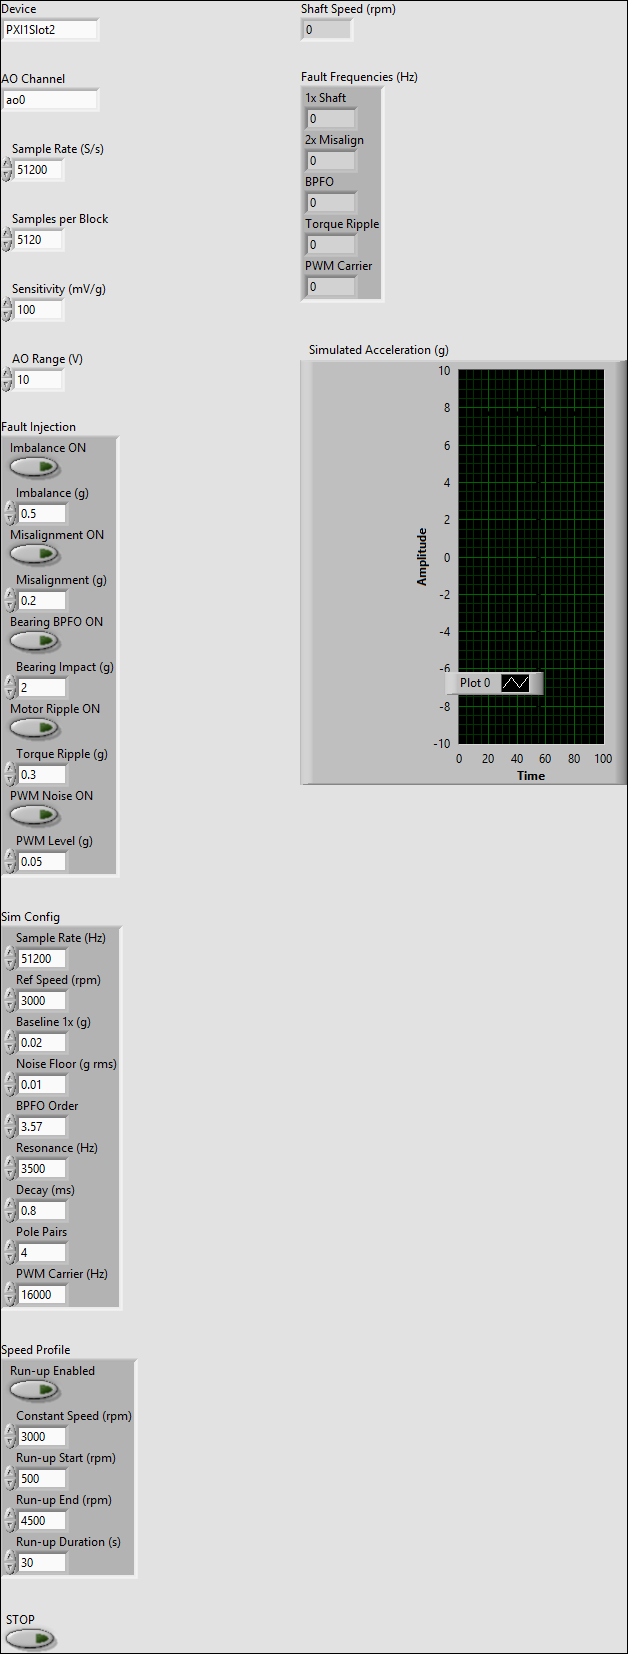 Device
PXI1Slot2
AO Channel
ao0
Sample Rate (S/s)
51200
Samples per Block
5120
Sensitivity (mV/g)
100
AO Range (V)
10
Fault Injection
Imbalance ON
Imbalance (g)
0.5
Misalignment ON
Misalignment (g)
0.2
Bearing BPFO ON
Bearing Impact (g)
2
Motor Ripple ON
Torque Ripple (g)
0.3
PWM Noise ON
PWM Level (g)
0.05
Sim Config
Sample Rate (Hz)
51200
Ref Speed (rpm)
3000
Baseline 1x (g)
0.02
Noise Floor (g rms)
0.01
BPFO Order
3.57
Resonance (Hz)
3500
Decay (ms)
0.8
Pole Pairs
4
PWM Carrier (Hz)
16000
Speed Profile
Run-up Enabled
Constant Speed (rpm)
3000
Run-up Start (rpm)
500
Run-up End (rpm)
4500
Run-up Duration (s)
30
STOP
Shaft Speed (rpm)
0
Fault Frequencies (Hz)
1x Shaft
0
2x Misalign
0
BPFO
0
Torque Ripple
0
PWM Carrier
0
Simulated Acceleration (g)
10
8
6
4
2
0
-2
-4
-6
-8
-10
Amplitude
Plot 0
0 20 40 60 80 100
Time